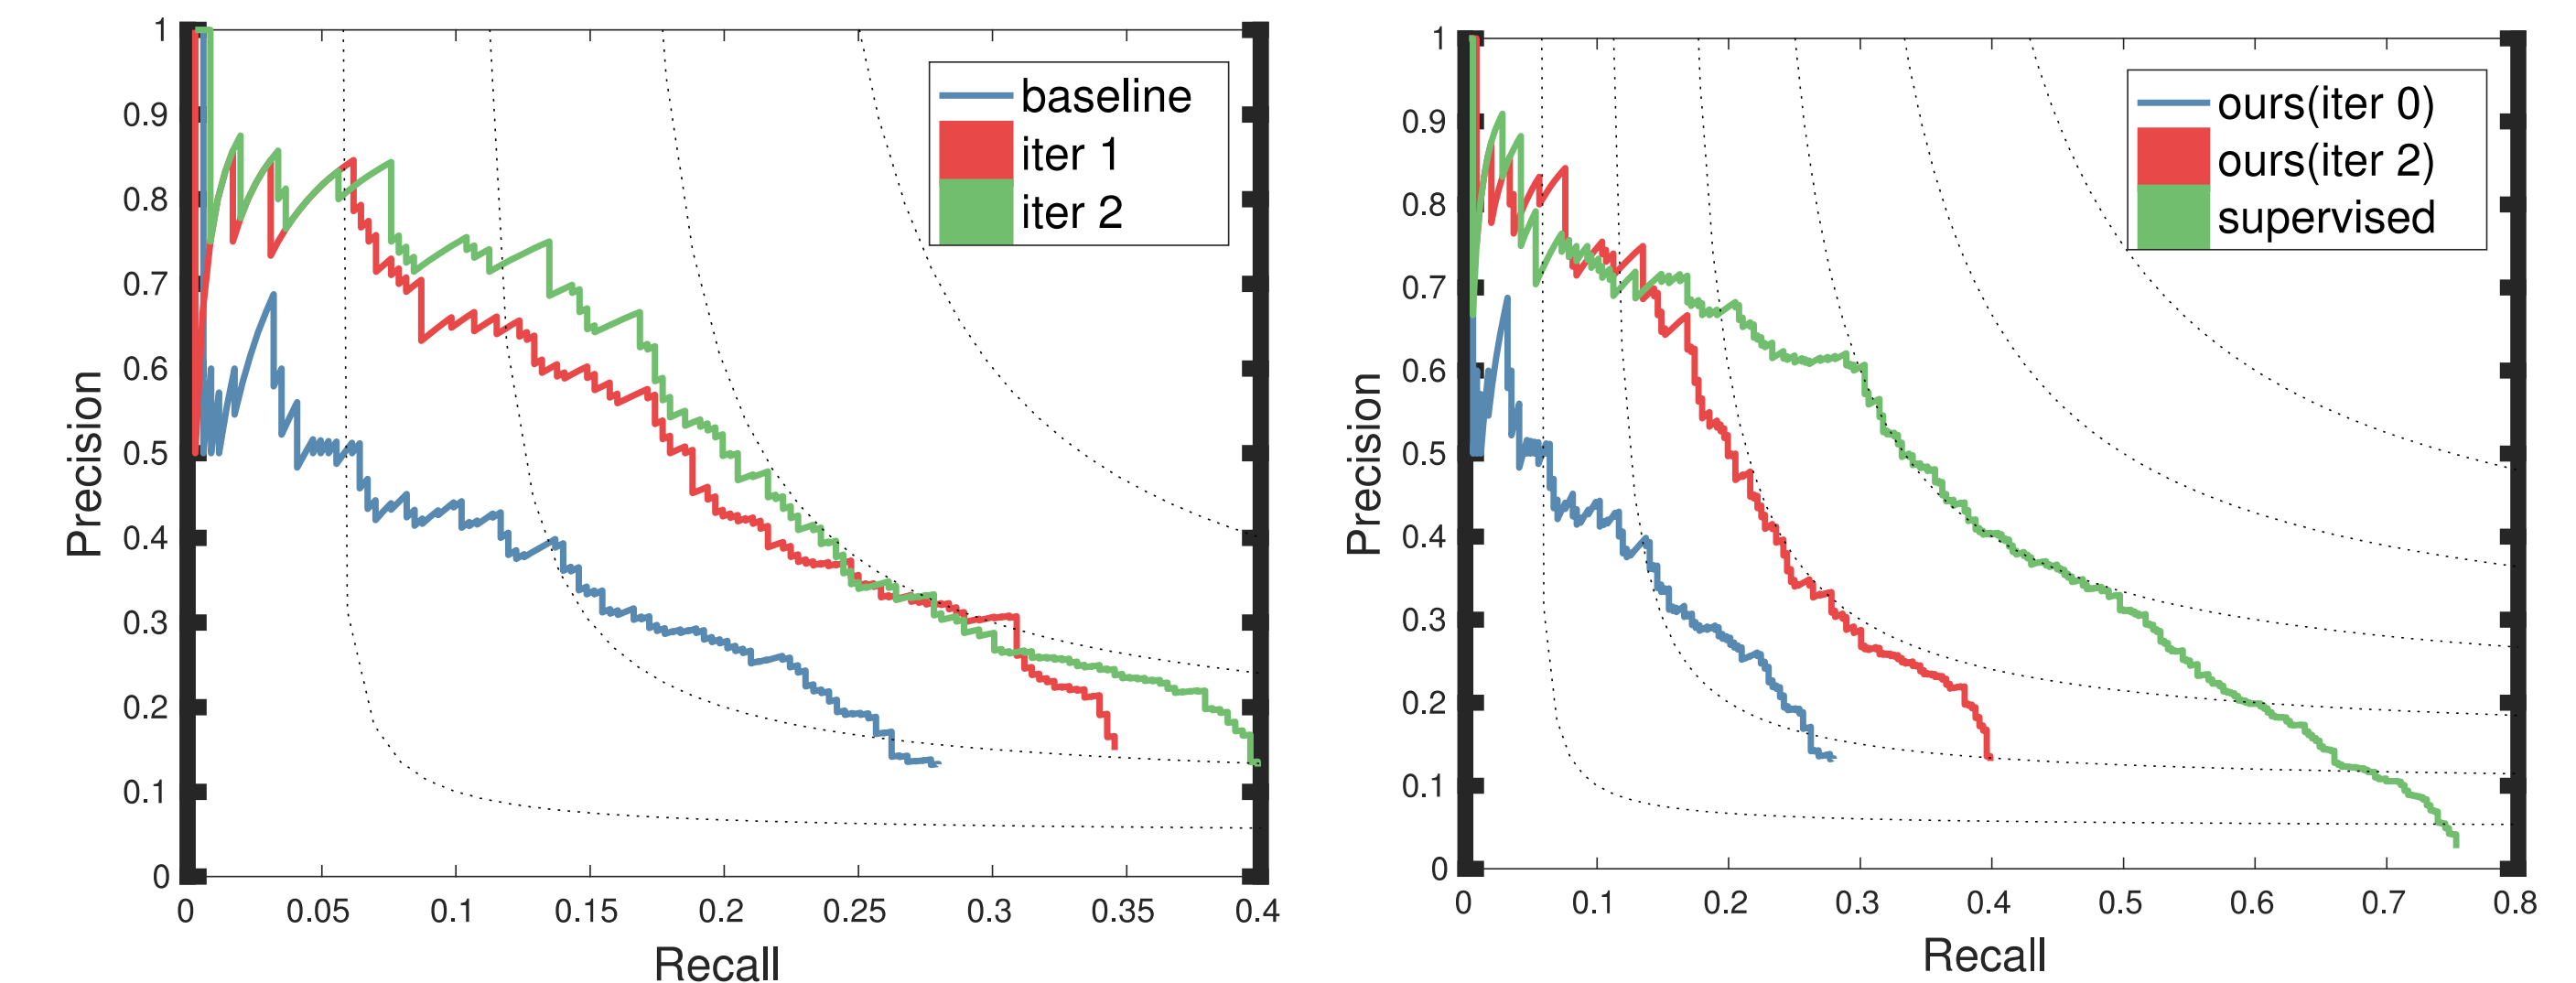 1
0.9
0.8
0.7
0.6
0.5
0.4
0.3
0.2
0.1
0
Precision
baseline
iter 1
iter 2
0 0.05 0.1 0.15 0.2 0.25 0.3 0.35 0.4
Recall
1
0.9
0.8
0.7
0.6
0.5
0.4
0.3
0.2
0.1
0
Precision
ours(iter 0)
ours(iter 2)
supervised
0 0.1 0.2 0.3 0.4 0.5 0.6 0.7 0.8
Recall